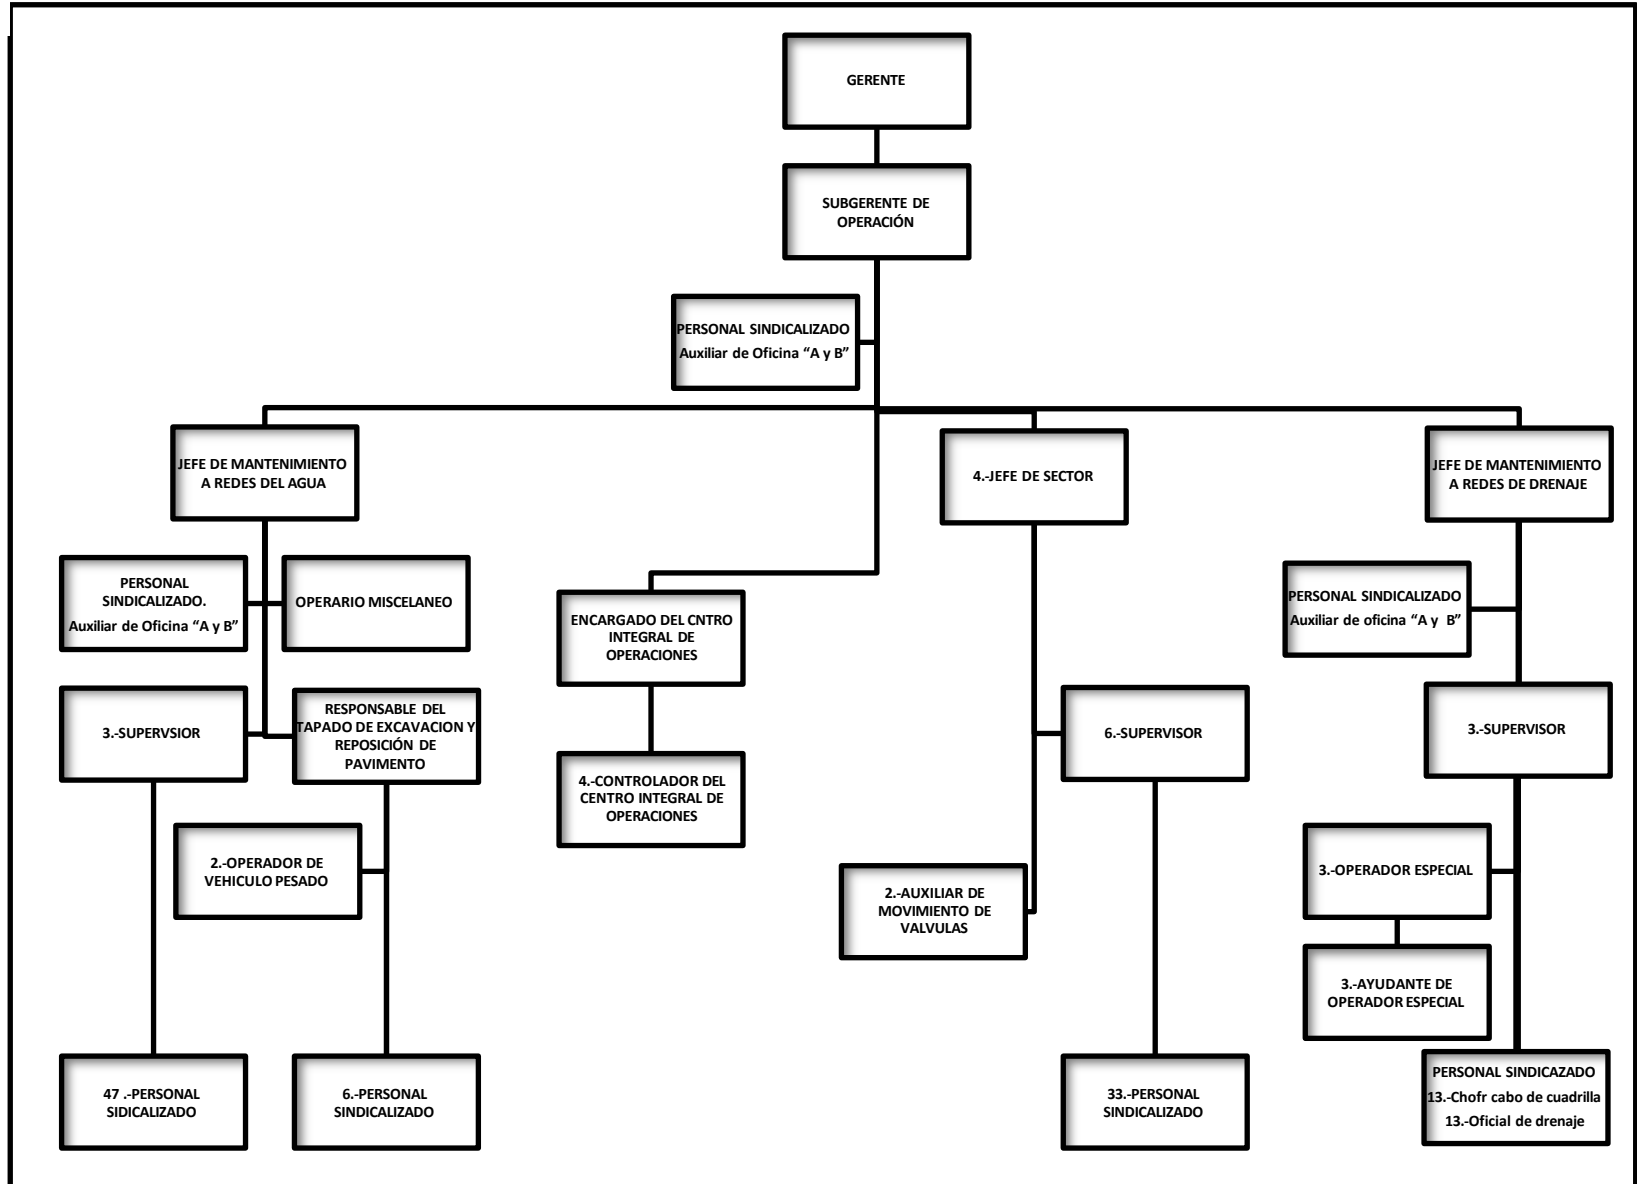 GERENTE
SUBGERENTE DE
OPERACIÓN
PERSONAL SINDICALIZADO
Auxiliar de Oficina “A y B”
JEFE DE MANTENIMIENTO
A REDES DEL AGUA
4.-JEFE DE SECTOR
JEFE DE MANTENIMIENTO
A REDES DE DRENAJE
PERSONAL
SINDICALIZADO.
Auxiliar de Oficina “A y B”
OPERARIO MISCELANEO
ENCARGADO DEL CNTRO
INTEGRAL DE
OPERACIONES
PERSONAL SINDICALIZADO
Auxiliar de oficina “A y B”
3.-SUPERVSIOR
RESPONSABLE DEL
TAPADO DE EXCAVACION Y
REPOSICIÓN DE
PAVIMENTO
4.-CONTROLADOR DEL
CENTRO INTEGRAL DE
OPERACIONES
6.-SUPERVISOR
3.-SUPERVISOR
2.-OPERADOR DE
VEHICULO PESADO
2.-AUXILIAR DE
MOVIMIENTO DE
VALVULAS
3.-OPERADOR ESPECIAL
3.-AYUDANTE DE
OPERADOR ESPECIAL
47 .-PERSONAL
SIDICALIZADO
6.-PERSONAL
SINDICALIZADO
33.-PERSONAL
SINDICALIZADO
PERSONAL SINDICAZADO
13.-Chofr cabo de cuadrilla
13.-Oficial de drenaje